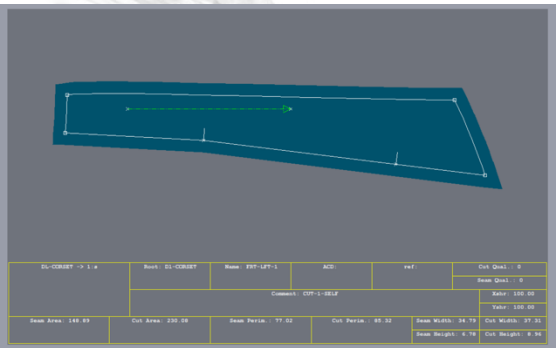 DL-CORSET -> 1:s
Root: D1-CORSET
Name: FRT-LFT-1
ACD:
ref:
Cut Qual.: 0
Seam Qual.: 0
Comment: CUT-1-SELF
Xshr: 100.00
Yshr: 100.00
Seam Area: 148.89
Cut Area: 230.08
Seam Perim.: 77.02
Cut Perim.: 85.32
Seam Width: 34.79
Cut Width: 37.31
Seam Height: 6.78
Cut Height: 8.96